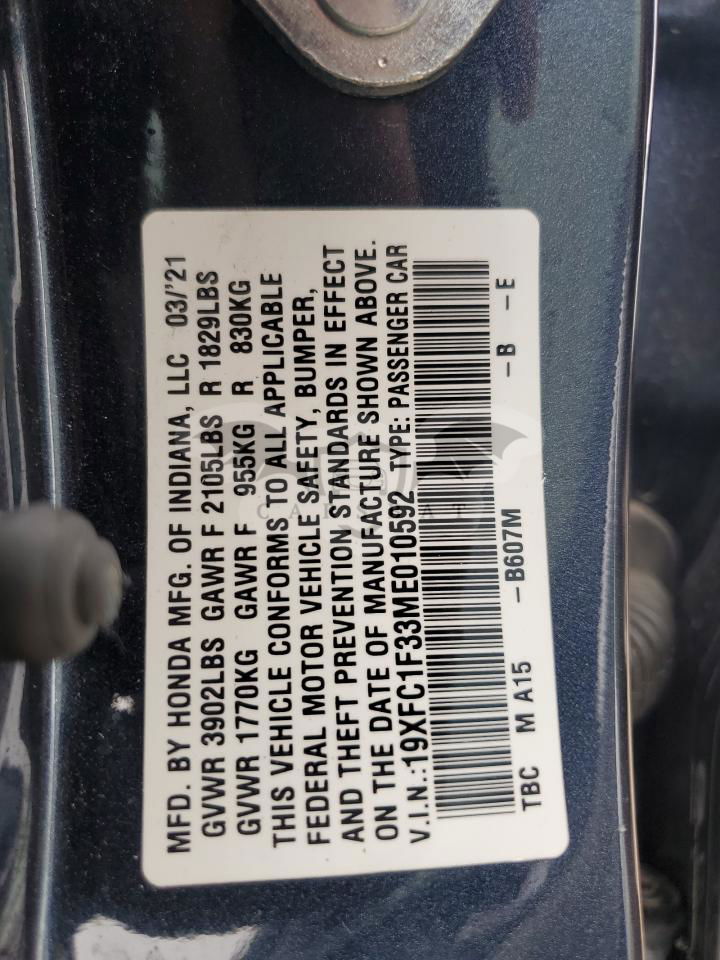 MFD. BY HONDA MFG. OF INDIANA, LLC 03/'21
GVWR 3902LBS GAWR F 2105LBS R 1829LBS
GVWR 1770KG GAWR F 955KG R 830KG
THIS VEHICLE CONFORMS TO ALL APPLICABLE
FEDERAL MOTOR VEHICLE SAFETY, BUMPER,
AND THEFT PREVENTION STANDARDS IN EFFECT
ON THE DATE OF MANUFACTURE SHOWN ABOVE.
V.I.N.:19XFC1F33ME010592 TYPE: PASSENGER CAR
TBC M A15 –B607M –B –E